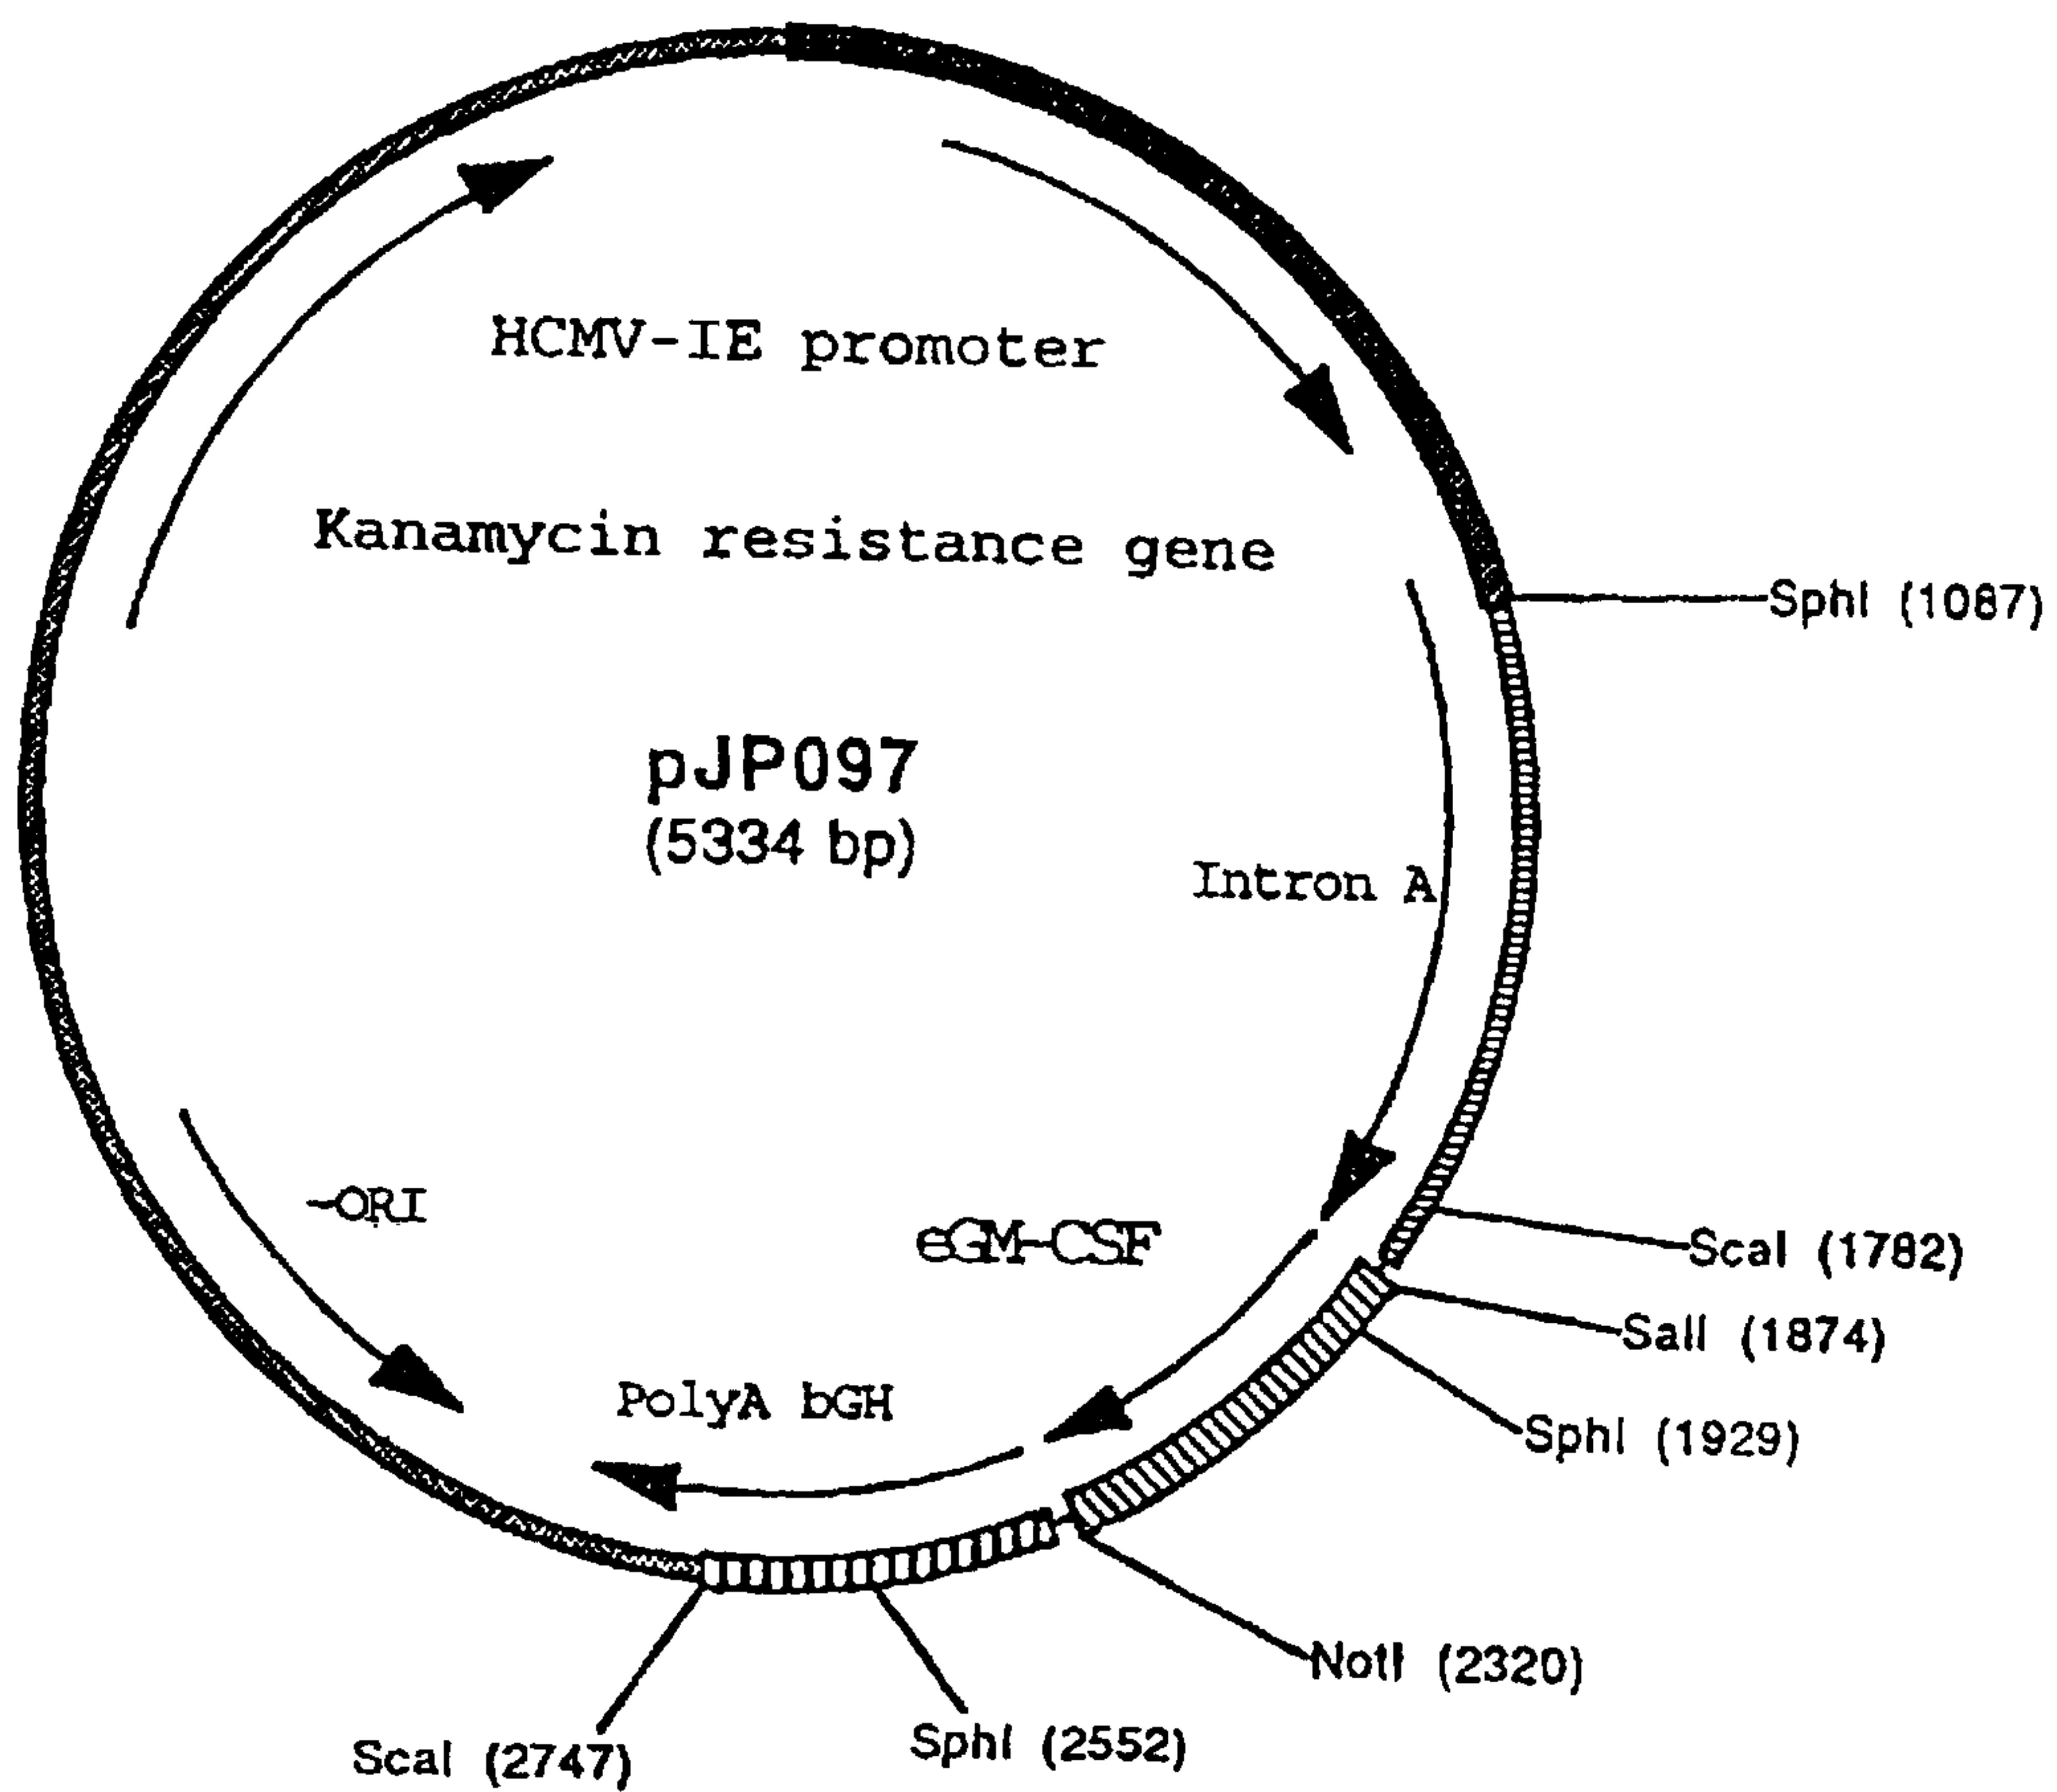 HCMV-IE promoter
Kanamycin resistance gene
SphI (1087)
pJP097
(5334 bp)
Intron A
-ORI
eGM-CSF
ScaI (1782)
SalI (1874)
PolyA bGH
SphI (1929)
NotI (2320)
SphI (2552)
ScaI (2747)